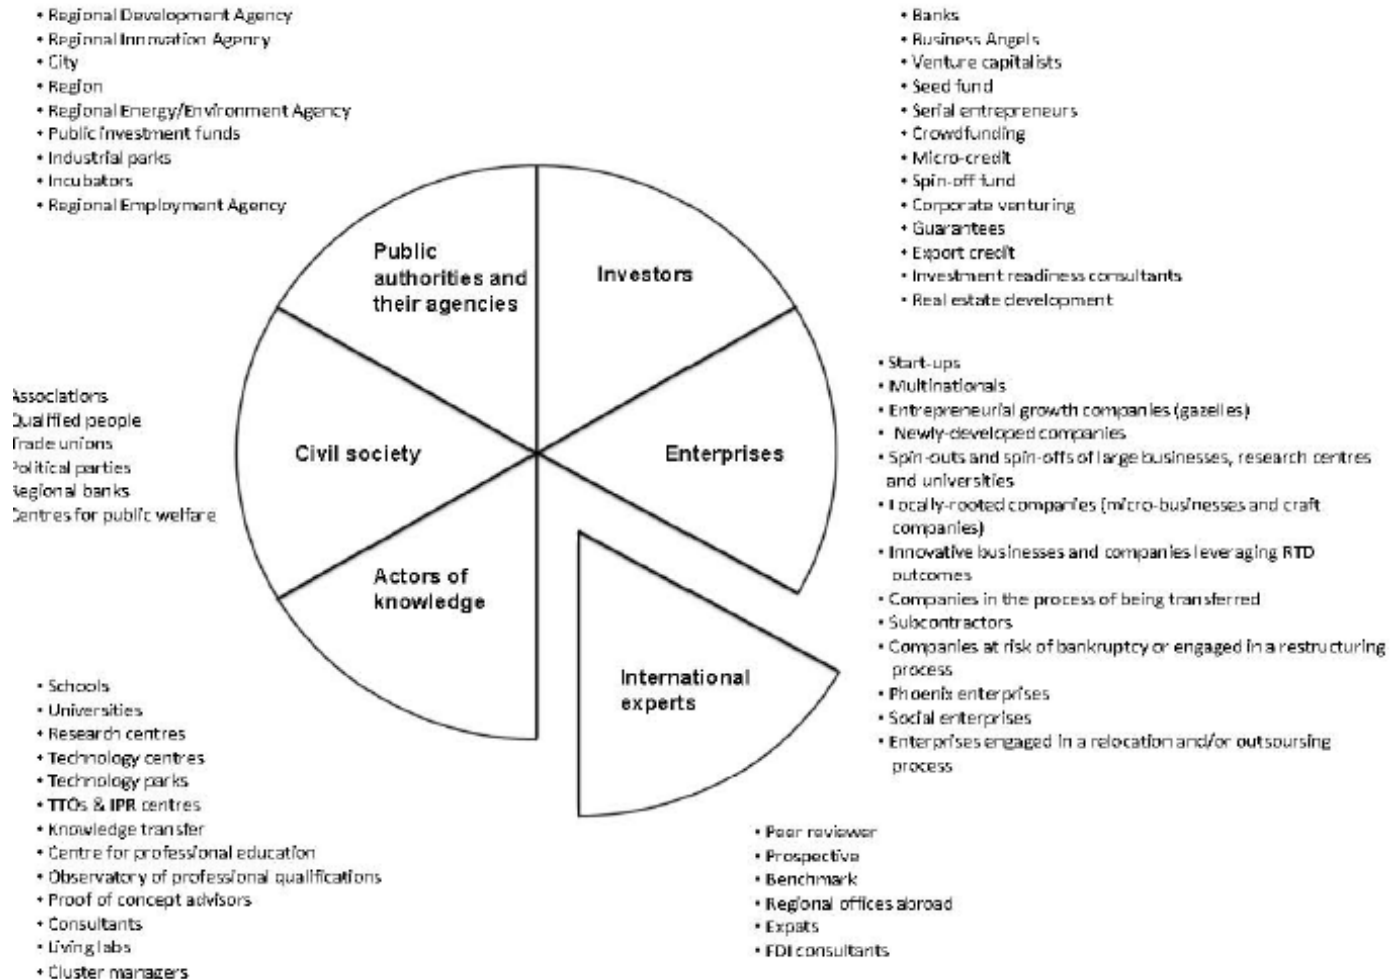 • Regional Development Agency
• Regional Innovation Agency
• City
• Region
• Regional Energy/Environment Agency
• Public investment funds
• Industrial parks
• Incubators
• Regional Employment Agency
• Banks
• Business Angels
• Venture capitalists
• Seed fund
• Serial entrepreneurs
• Crowdfunding
• Micro-credit
• Spin-off fund
• Corporate venturing
• Guarantees
• Export credit
• Investment readiness consultants
• Real estate development
Public
authorities and
their agencies
Investors
Civil society
Enterprises
Actors of
knowledge
International
experts
Associations
Qualified people
Trade unions
Political parties
Regional banks
Centres for public welfare
• Start-ups
• Multinationals
• Entrepreneurial growth companies (gazelles)
• Newly-developed companies
• Spin-outs and spin-offs of large businesses, research centres
and universities
• Locally-rooted companies (micro-businesses and craft
companies)
• Innovative businesses and companies leveraging RTD
outcomes
• Companies in the process of being transferred
• Subcontractors
• Companies at risk of bankruptcy or engaged in a restructuring
process
• Phoenix enterprises
• Social enterprises
• Enterprises engaged in a relocation and/or outsoursing
process
• Schools
• Universities
• Research centres
• Technology centres
• Technology parks
• TTOs & IPR centres
• Knowledge transfer
• Centre for professional education
• Observatory of professional qualifications
• Proof of concept advisors
• Consultants
• Living labs
• Cluster managers
• Peer reviewer
• Prospective
• Benchmark
• Regional offices abroad
• Expats
• FDI consultants